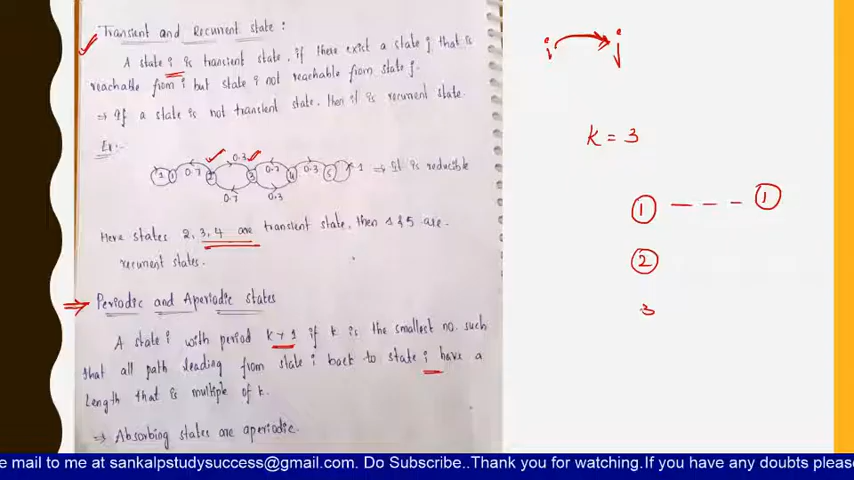 Transient and Recurrent state :
A state i is transient state, if there exist a state j that is
reachable from i but state i not reachable from state j.
⇒ If a state is not transient state, then it is recurrent state.
Ex:-
0.3
1 1 0.7 2 3 0.7 4 0.3 5 1 ⇒ It is reducible
0.7 0.3
Here states 2, 3, 4 are transient state, then 1 & 5 are
recurrent states.
⇒ Periodic and Aperiodic states
A state i with period K > 1 if k is the smallest no. such
that all path leading from state i back to state i have a
length that is multiple of k.
⇒ Absorbing states are aperiodic.
i j
K = 3
1 - - - 1
2
3
e mail to me at sankalpstudysuccess@gmail.com. Do Subscribe..Thank you for watching.If you have any doubts please